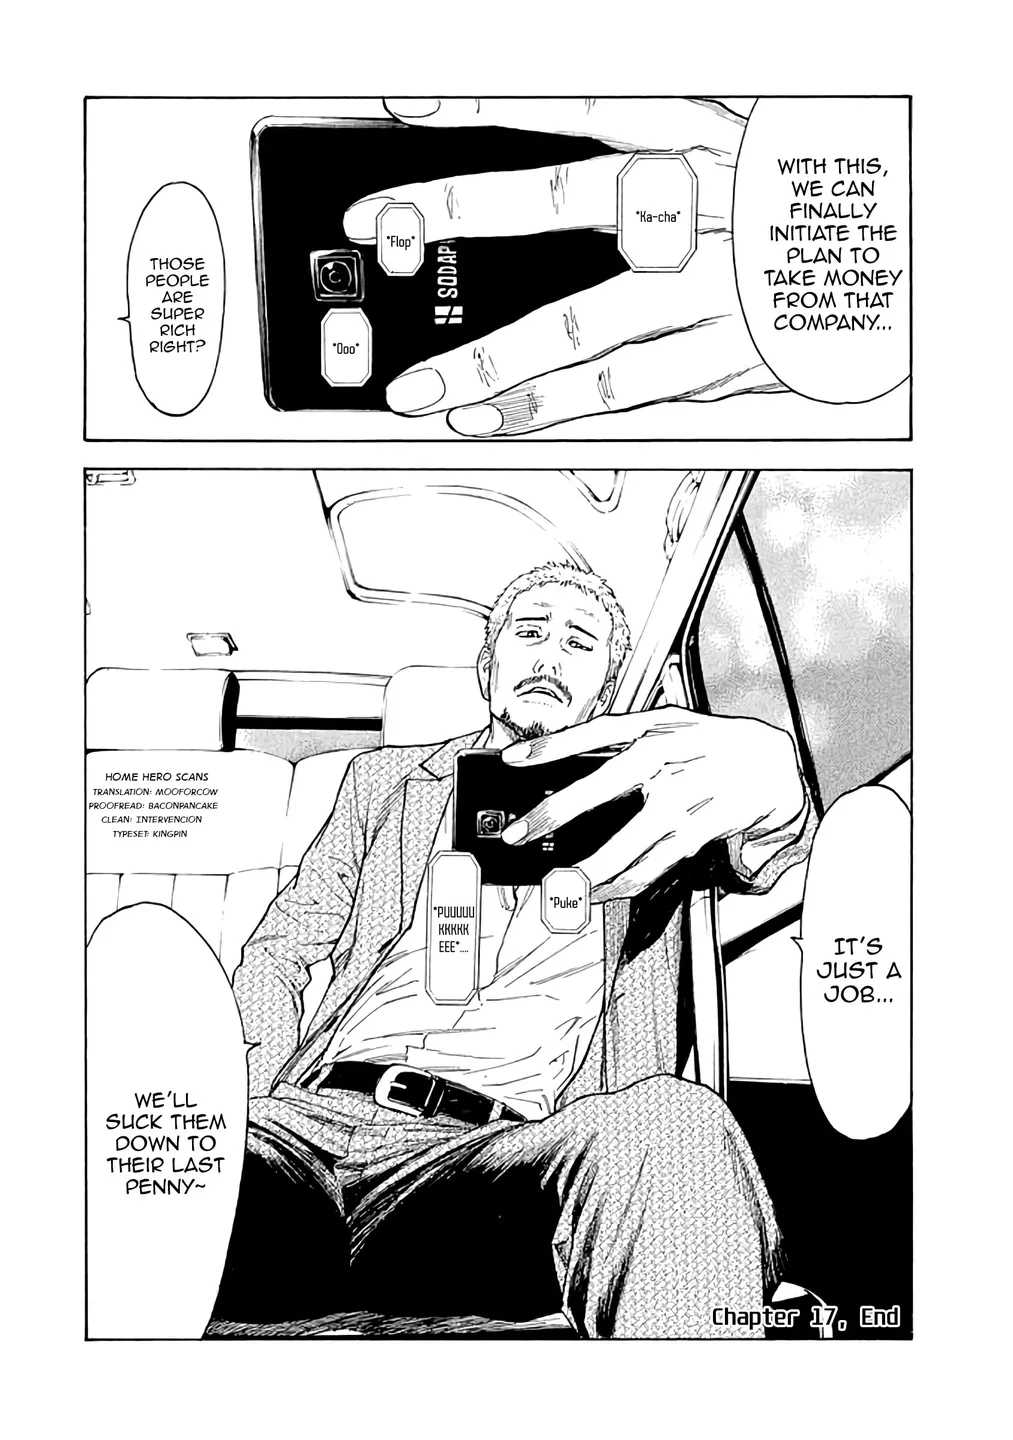 WITH THIS,
WE CAN
FINALLY
INITIATE THE
PLAN TO
TAKE MONEY
FROM THAT
COMPANY...
*Ka-cha*
*Flop*
*Ooo*
THOSE
PEOPLE
ARE
SUPER
RICH
RIGHT?
IT'S
JUST A
JOB...
*Puke*
*PUUUUU
KKKKK
EEE*....
HOME HERO SCANS
TRANSLATION: MOOFORCOW
PROOFREAD: BACONPANCAKE
CLEAN: INTERVENCION
TYPESET: KINGPIN
WE'LL
SUCK THEM
DOWN TO
THEIR LAST
PENNY~
Chapter 17, End